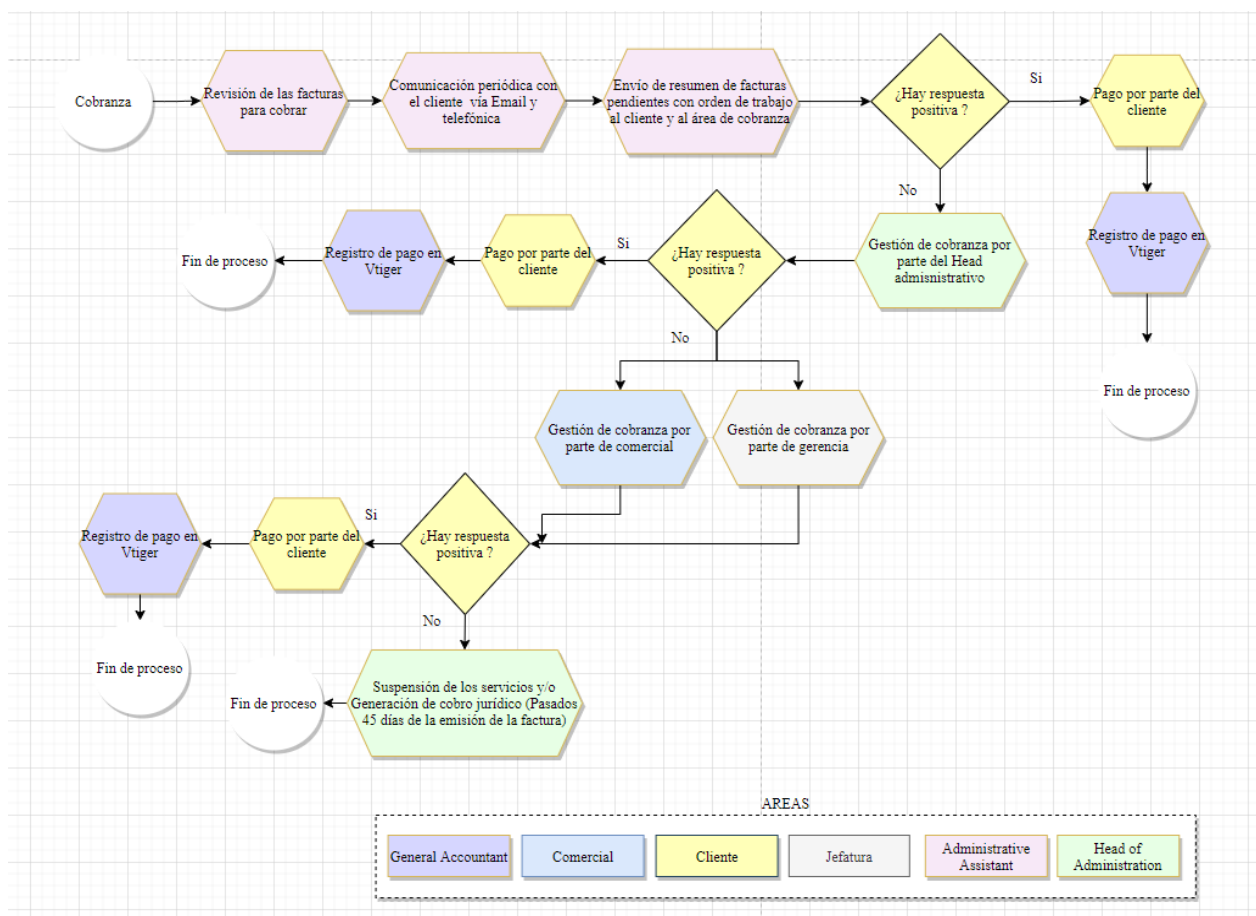 Cobranza
Revisión de las facturas
para cobrar
Comunicación periódica con
el cliente vía Email y
telefónica
Envío de resumen de facturas
pendientes con orden de trabajo
al cliente y al área de cobranza
¿Hay respuesta
positiva ?
Si
Pago por parte del
cliente
No
Registro de pago en
Vtiger
Fin de proceso
Gestión de cobranza por
parte del Head
admisnistrativo
¿Hay respuesta
positiva ?
Si
Pago por parte del
cliente
Registro de pago en
Vtiger
Fin de proceso
No
Gestión de cobranza por
parte de comercial
Gestión de cobranza por
parte de gerencia
¿Hay respuesta
positiva ?
Si
Pago por parte del
cliente
Registro de pago en
Vtiger
Fin de proceso
No
Suspensión de los servicios y/o
Generación de cobro jurídico (Pasados
45 días de la emisión de la factura)
Fin de proceso
AREAS
General Accountant
Comercial
Cliente
Jefatura
Administrative
Assistant
Head of
Administration